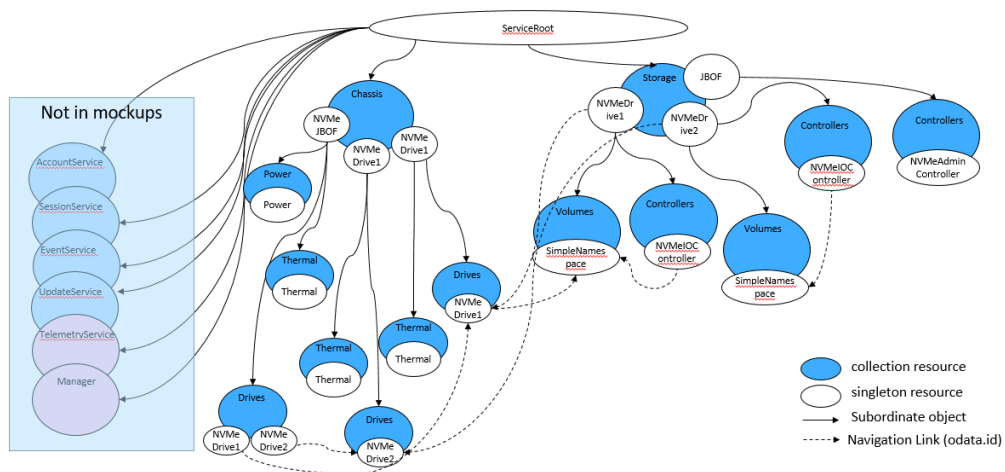 ServiceRoot
Not in mockups
AccountService
SessionService
EventService
UpdateService
TelemetryService
Manager
Chassis
NVMe
JBOF
NVMe
Drive1
NVMe
Drive1
Power
Power
Thermal
Thermal
Thermal
Thermal
Thermal
Thermal
Drives
NVMe
Drive1
Drives
NVMe
Drive1
NVMe
Drive2
Drives
NVMe
Drive2
Storage
JBOF
NVMeDr
ive1
NVMeDr
ive2
Volumes
SimpleNames
pace
Controllers
NVMeIOC
ontroller
Volumes
SimpleNames
pace
Controllers
NVMeIOC
ontroller
Controllers
NVMeAdmin
Controller
collection resource
singleton resource
Subordinate object
Navigation Link (odata.id)